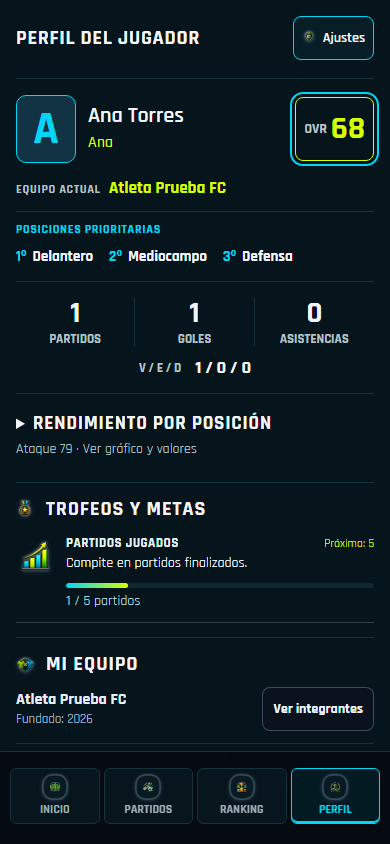 PERFIL DEL JUGADOR
Ajustes
A
Ana Torres
Ana
OVR 68
EQUIPO ACTUAL Atleta Prueba FC
POSICIONES PRIORITARIAS
1º Delantero 2º Mediocampo 3º Defensa
1 1 0
PARTIDOS GOLES ASISTENCIAS
V/E/D 1/0/0
RENDIMIENTO POR POSICIÓN
Ataque 79 · Ver gráfico y valores
TROFEOS Y METAS
PARTIDOS JUGADOS Próximo: 5
Compite en partidos finalizados.
1 / 5 partidos
MI EQUIPO
Atleta Prueba FC
Fundado: 2026
Ver integrantes
INICIO PARTIDOS RANKING PERFIL